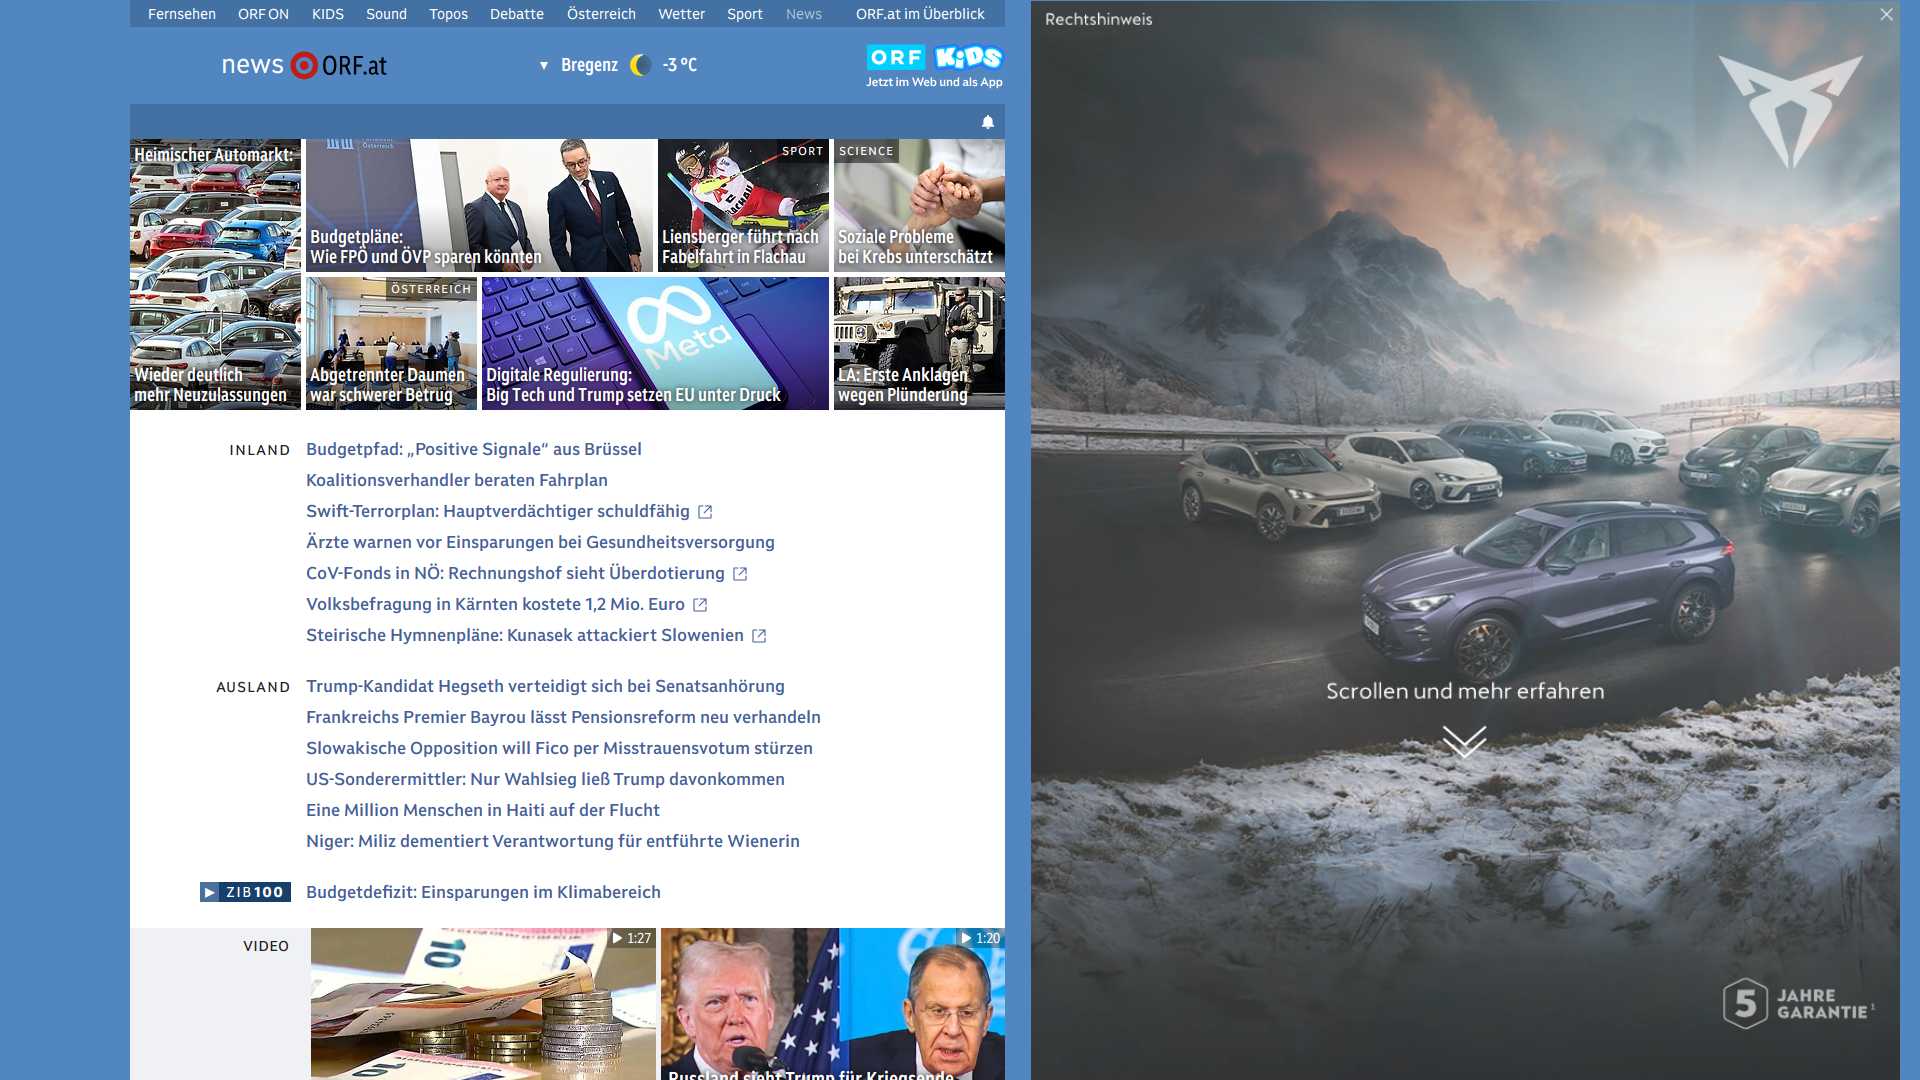 Fernsehen ORF ON KIDS Sound Topos Debatte Österreich Wetter Sport News ORF.at im Überblick
news ORF.at
Bregenz -3 °C
ORF KiDS
Jetzt im Web und als App
Heimischer Automarkt:
Wieder deutlich
mehr Neuzulassungen
Budgetpläne:
Wie FPÖ und ÖVP sparen könnten
SPORT
Liensberger führt nach
Fabelfahrt in Flachau
SCIENCE
Soziale Probleme
bei Krebs unterschätzt
ÖSTERREICH
Abgetrennter Daumen
war schwerer Betrug
Meta
Digitale Regulierung:
Big Tech und Trump setzen EU unter Druck
LA: Erste Anklagen
wegen Plünderung
INLAND
Budgetpfad: „Positive Signale“ aus Brüssel
Koalitionsverhandler beraten Fahrplan
Swift-Terrorplan: Hauptverdächtiger schuldfähig
Ärzte warnen vor Einsparungen bei Gesundheitsversorgung
CoV-Fonds in NÖ: Rechnungshof sieht Überdotierung
Volksbefragung in Kärnten kostete 1,2 Mio. Euro
Steirische Hymnenpläne: Kunasek attackiert Slowenien
AUSLAND
Trump-Kandidat Hegseth verteidigt sich bei Senatsanhörung
Frankreichs Premier Bayrou lässt Pensionsreform neu verhandeln
Slowakische Opposition will Fico per Misstrauensvotum stürzen
US-Sonderermittler: Nur Wahlsieg ließ Trump davonkommen
Eine Million Menschen in Haiti auf der Flucht
Niger: Miliz dementiert Verantwortung für entführte Wienerin
ZIB100
Budgetdefizit: Einsparungen im Klimabereich
VIDEO
1:27
10
10
1:20
Russland sieht Trump für Kriegsende
Rechtshinweis
Scrollen und mehr erfahren
5 JAHRE
GARANTIE¹